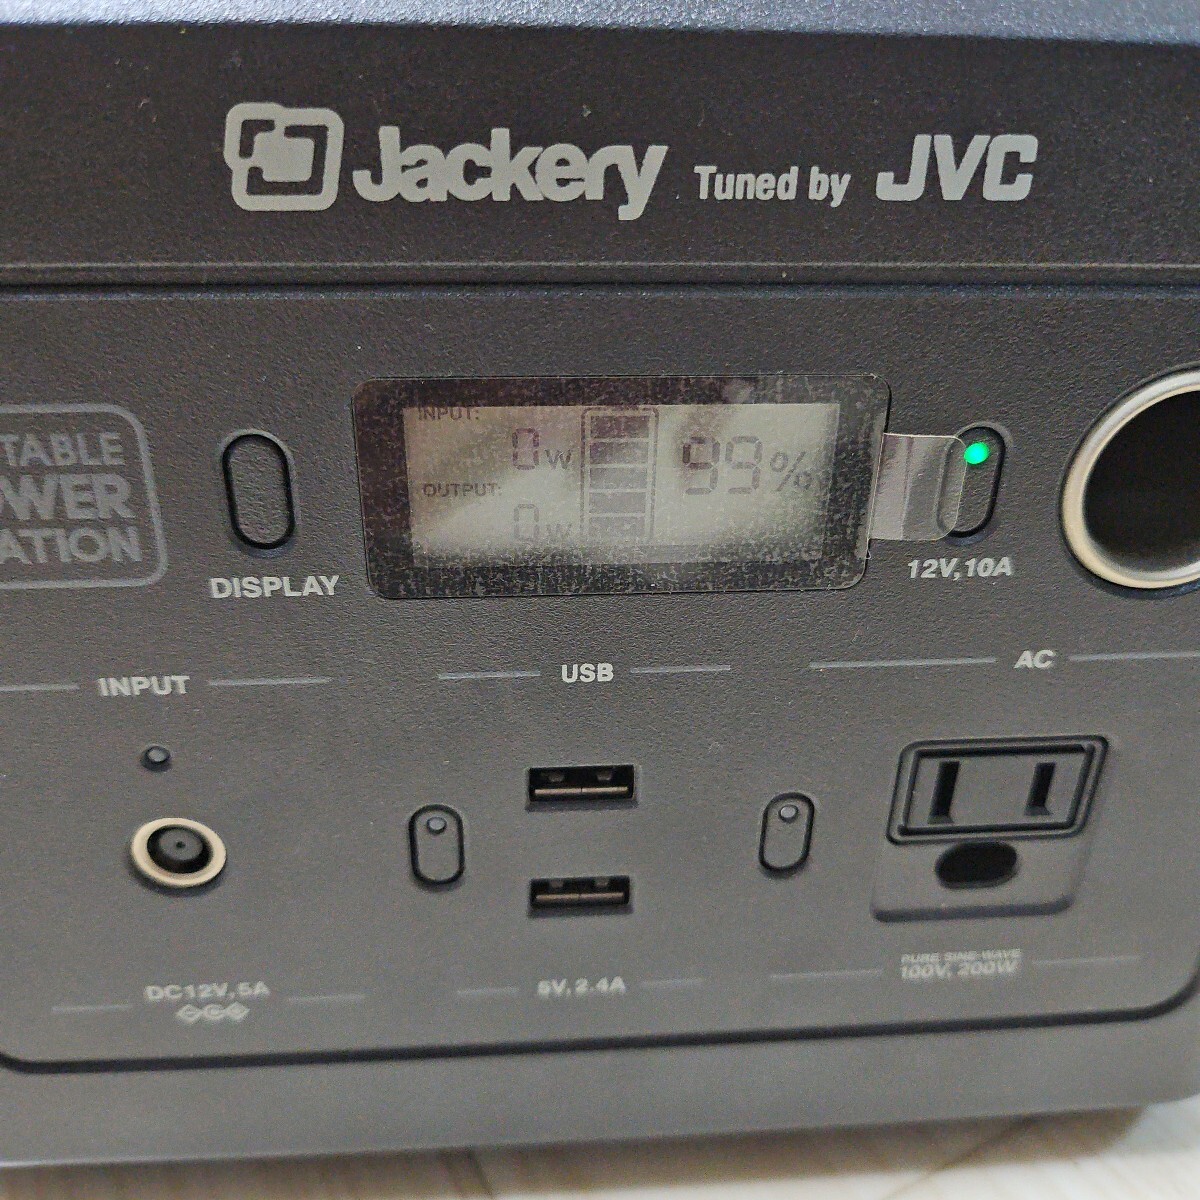 Jackery Tuned by JVC
TABLE
OWER
ATION
DISPLAY
INPUT:
0W
OUTPUT:
0W
99%
12V,10A
INPUT
USB
AC
DC12V,5A
5V,2.4A
PURE SINE-WAVE
100V, 200W